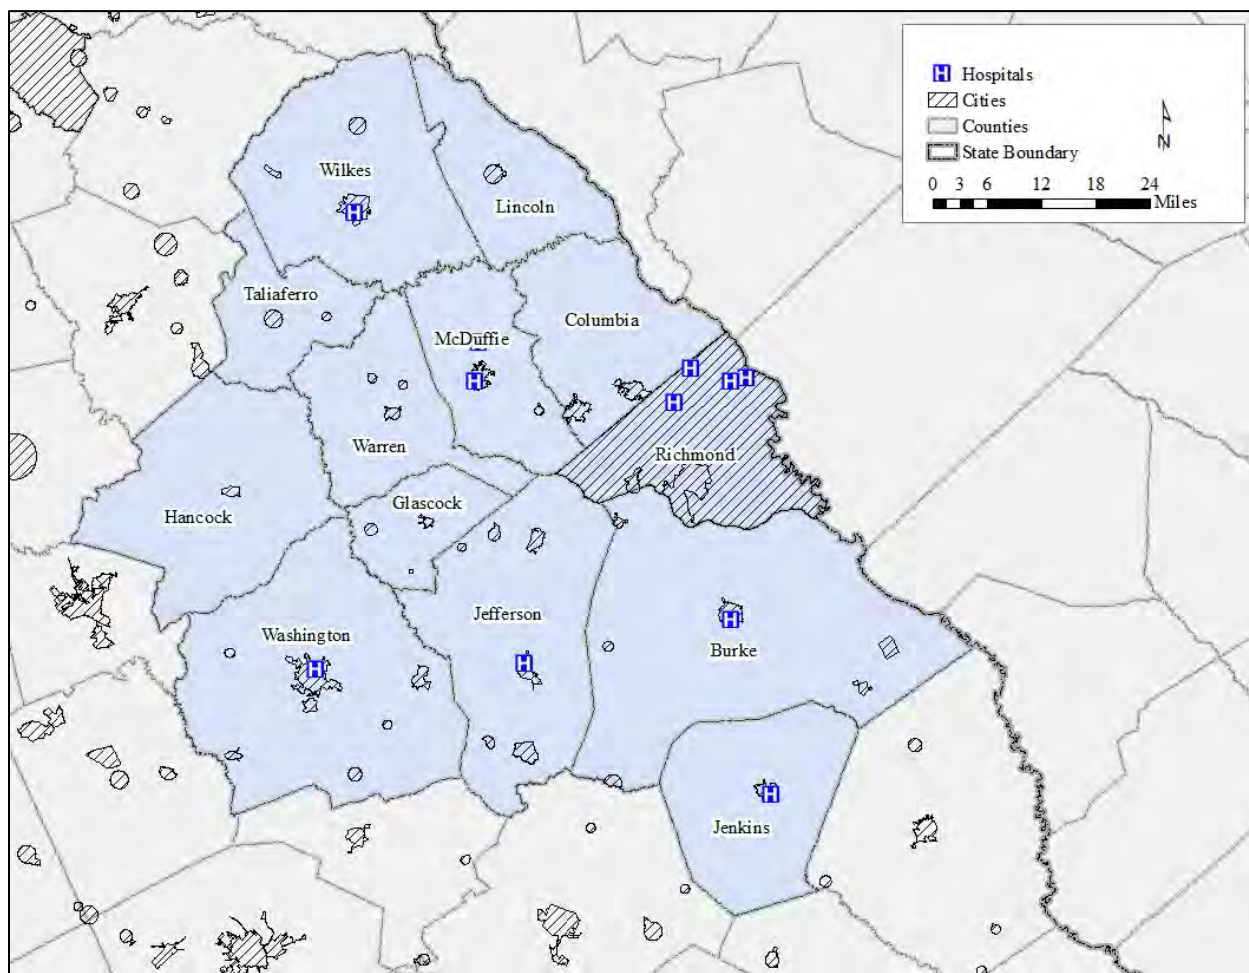 H Hospitals
Cities
Counties
State Boundary
N
0 3 6 12 18 24
Miles
Wilkes
H
Lincoln
Taliaferro
Columbia
McDuffie
H
H
H
H
H
Warren
Richmond
Glascock
Hancock
Jefferson
Washington
H
Burke
H
H
H
Jenkins